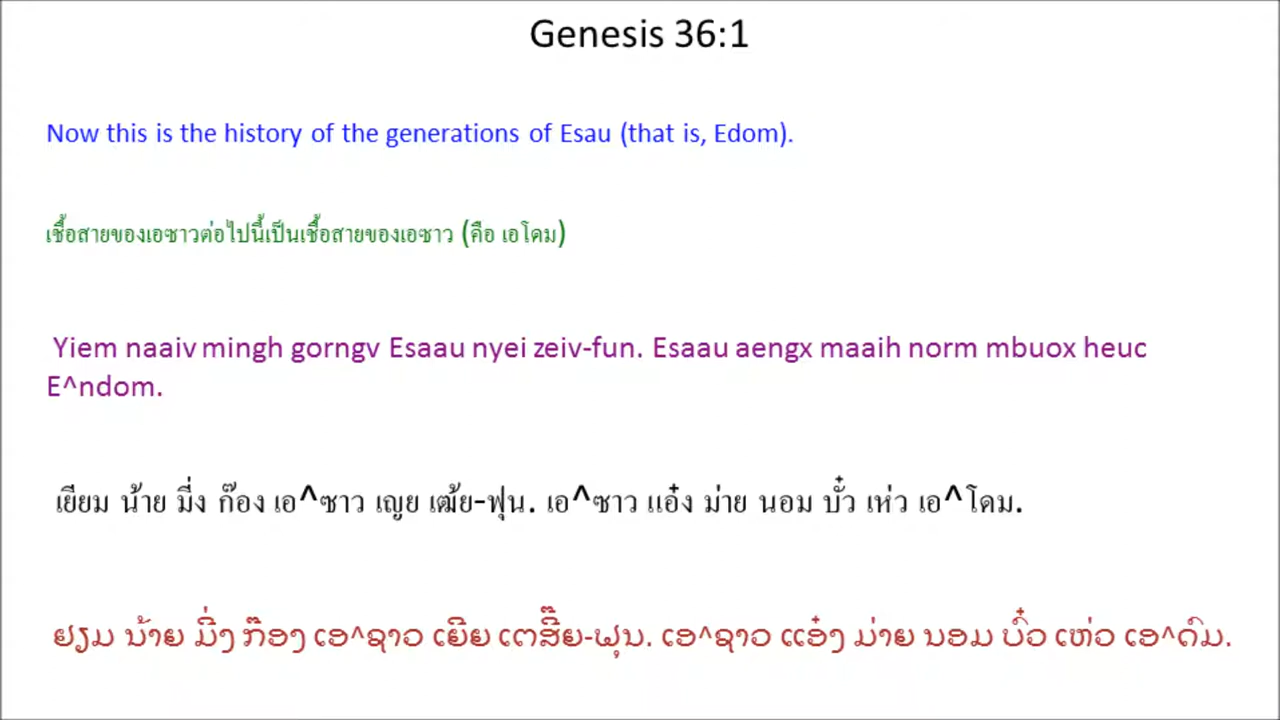 Genesis 36:1
Now this is the history of the generations of Esau (that is, Edom).
เชื้อสายของเอซาวต่อไปนี้เป็นเชื้อสายของเอซาว (คือ เอโดม)
Yiem naaiv mingh gorngv Esaau nyei zeiv-fun. Esaau aengx maaih norm mbuox heuc
E^ndom.
เยียม น้าย มี่ง ก๊อง เอ^ซาว เญย เฒ้ย-ฟุน. เอ^ซาว แอ๋ง ม่าย นอม บั๋ว เห่ว เอ^โดม.
ຢຽມ ນ້າຍ ມີ່ງ ກ໊ອງ ເອ^ຊາວ ເຍີຍ ເຕສີ໊ຍ-ຟຸນ. ເອ^ຊາວ ແອ໋ງ ມ່າຍ ນອມ ບົ໋ວ ເຫ່ວ ເອ^ດົມ.